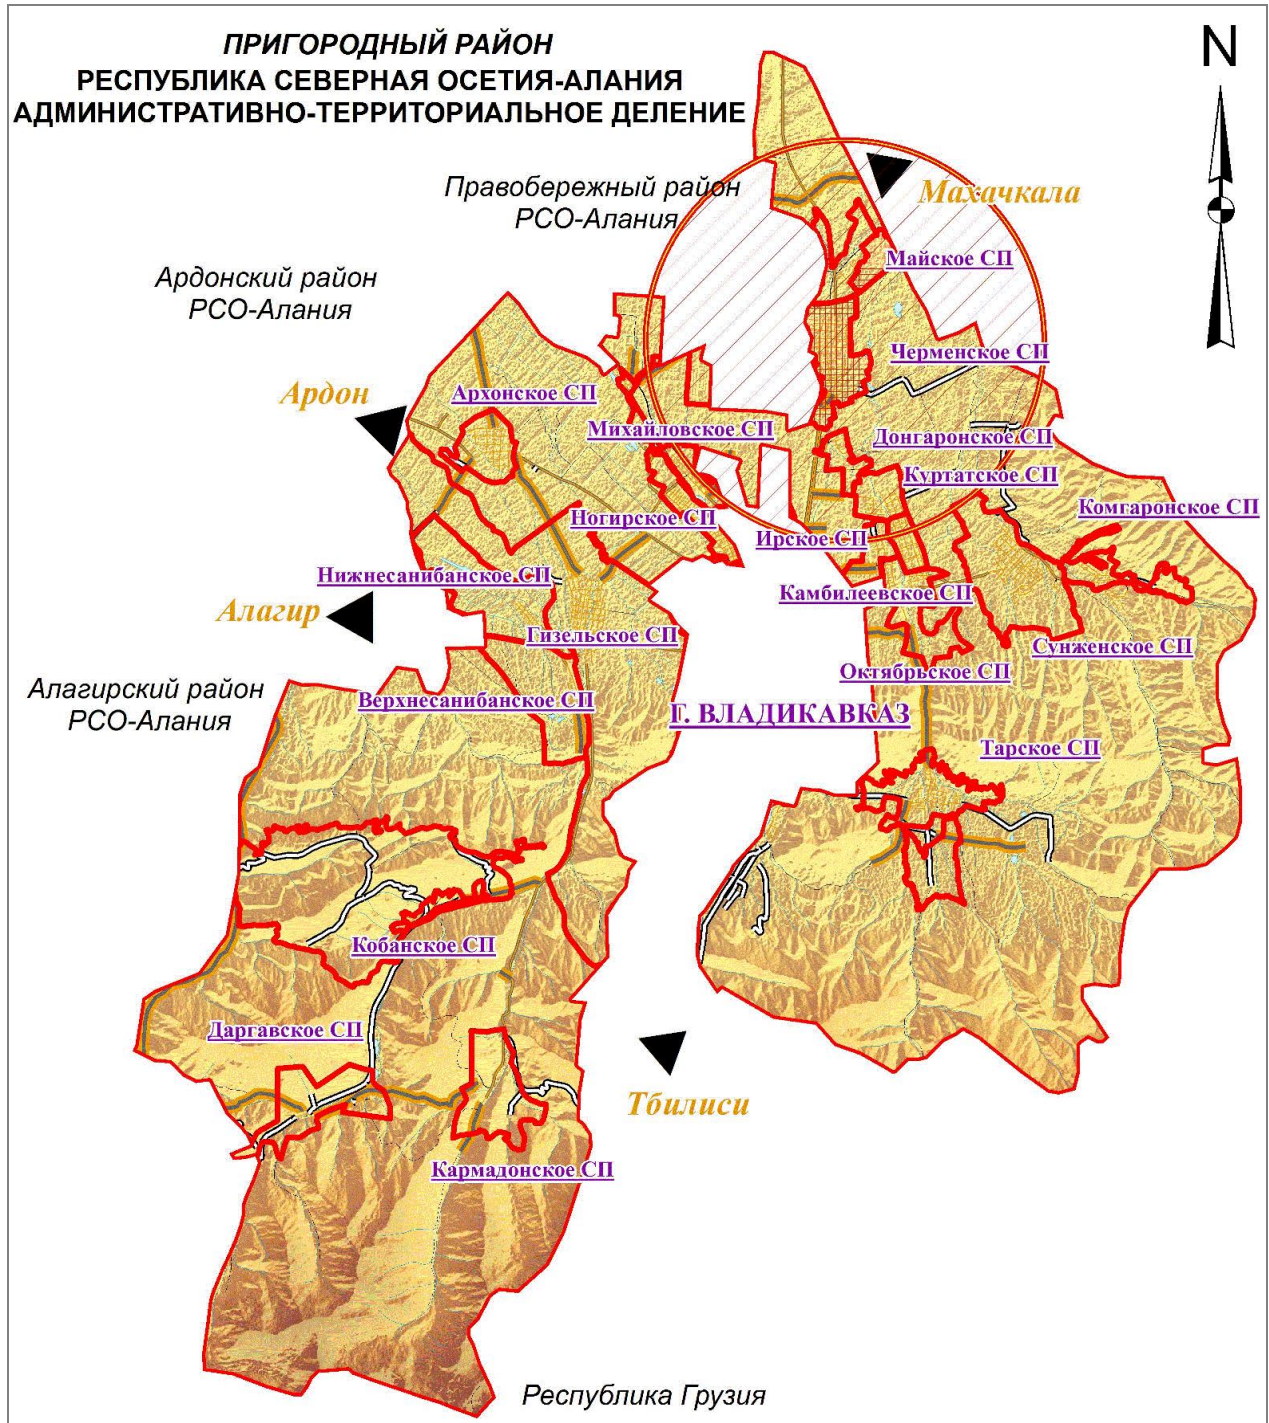 ПРИГОРОДНЫЙ РАЙОН
РЕСПУБЛИКА СЕВЕРНАЯ ОСЕТИЯ-АЛАНИЯ
АДМИНИСТРАТИВНО-ТЕРРИТОРИАЛЬНОЕ ДЕЛЕНИЕ
N
Правобережный район
РСО-Алания
Махачкала
Майское СП
Ардонский район
РСО-Алания
Черменское СП
Ардон
Архонское СП
Михайловское СП
Донгаронское СП
Куртатское СП
Комгаронское СП
Ногирское СП
Ирское СП
Нижнесанибанское СП
Камбилеевское СП
Алагир
Гизельское СП
Сунженское СП
Октябрьское СП
Алагирский район
РСО-Алания
Верхнесанибанское СП
Г. ВЛАДИКАВКАЗ
Тарское СП
Кобанское СП
Даргавское СП
Тбилиси
Кармадонское СП
Республика Грузия